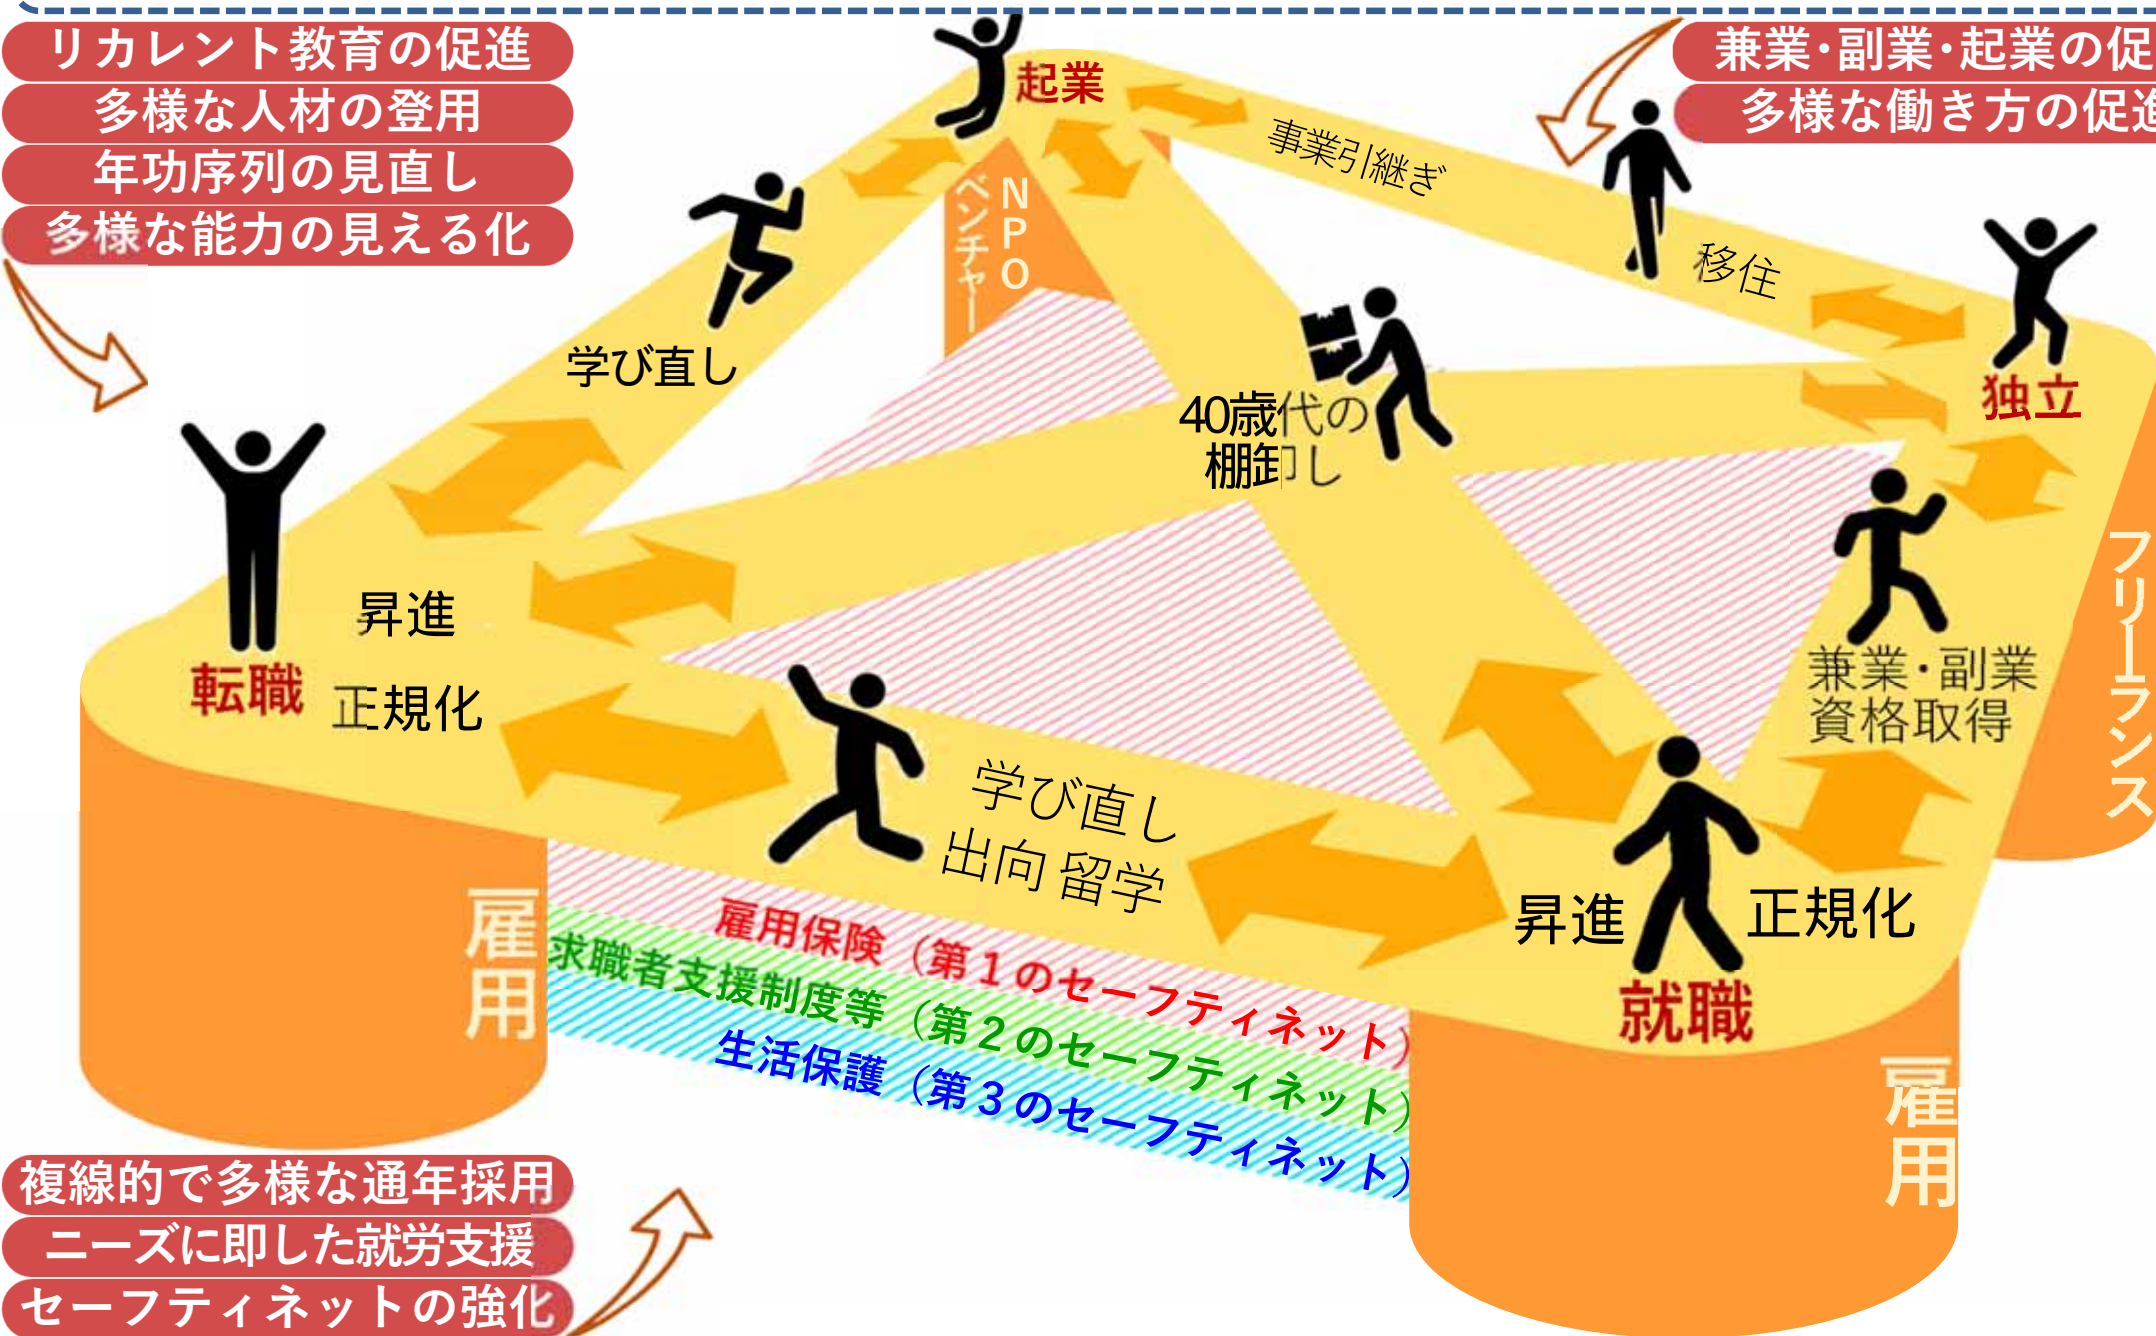 リカレント教育の促進
多様な人材の登用
年功序列の見直し
多様な能力の見える化
兼業・副業・起業の促
多様な働き方の促進
起業
事業引継ぎ
移住
NPO
ベンチャー
学び直し
40歳代の
棚卸し
独立
フリーランス
昇進
正規化
転職
兼業・副業
資格取得
学び直し
出向 留学
昇進
正規化
就職
雇用
雇用
雇用保険（第1のセーフティネット）
求職者支援制度等（第2のセーフティネット）
生活保護（第3のセーフティネット）
複線的で多様な通年採用
ニーズに即した就労支援
セーフティネットの強化